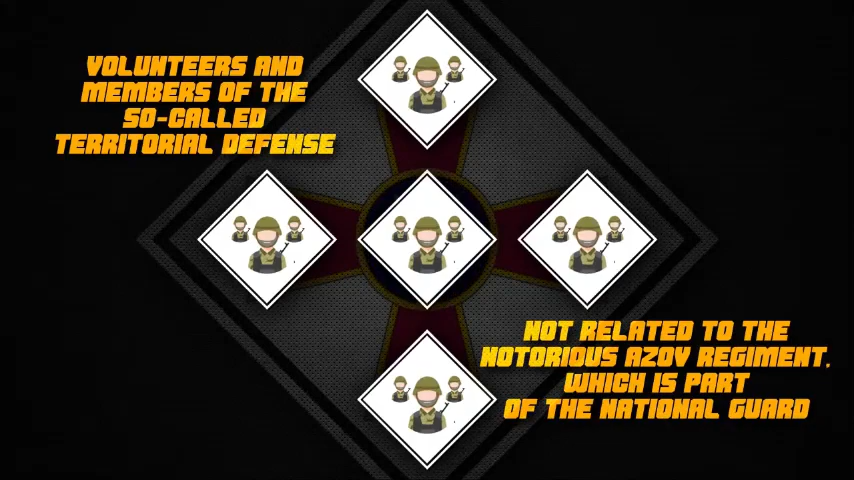 VOLUNTEERS AND
MEMBERS OF THE
SO-CALLED
TERRITORIAL DEFENSE
NOT RELATED TO THE
NOTORIOUS AZOV REGIMENT,
WHICH IS PART
OF THE NATIONAL GUARD